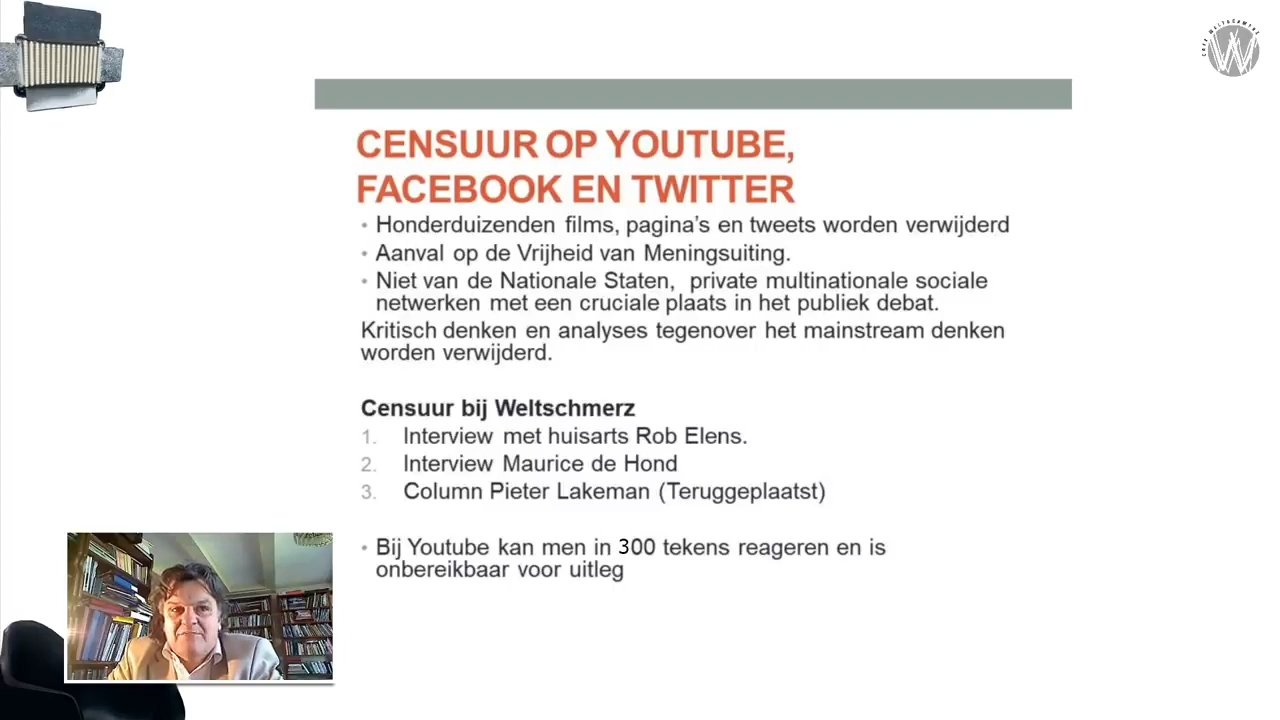 CAFÉ WELTSCHMERZ
CENSUUR OP YOUTUBE,
FACEBOOK EN TWITTER
• Honderduizenden films, pagina's en tweets worden verwijderd
• Aanval op de Vrijheid van Meningsuiting.
• Niet van de Nationale Staten, private multinationale sociale
netwerken met een cruciale plaats in het publiek debat.
Kritisch denken en analyses tegenover het mainstream denken
worden verwijderd.
Censuur bij Weltschmerz
1. Interview met huisarts Rob Elens.
2. Interview Maurice de Hond
3. Column Pieter Lakeman (Teruggeplaatst)
• Bij Youtube kan men in 300 tekens reageren en is
onbereikbaar voor uitleg